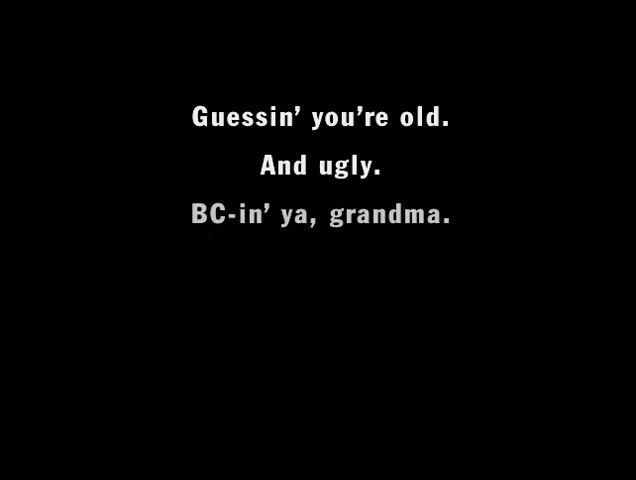 Guessin’ you’re old.
And ugly.
BC-in’ ya, grandma.